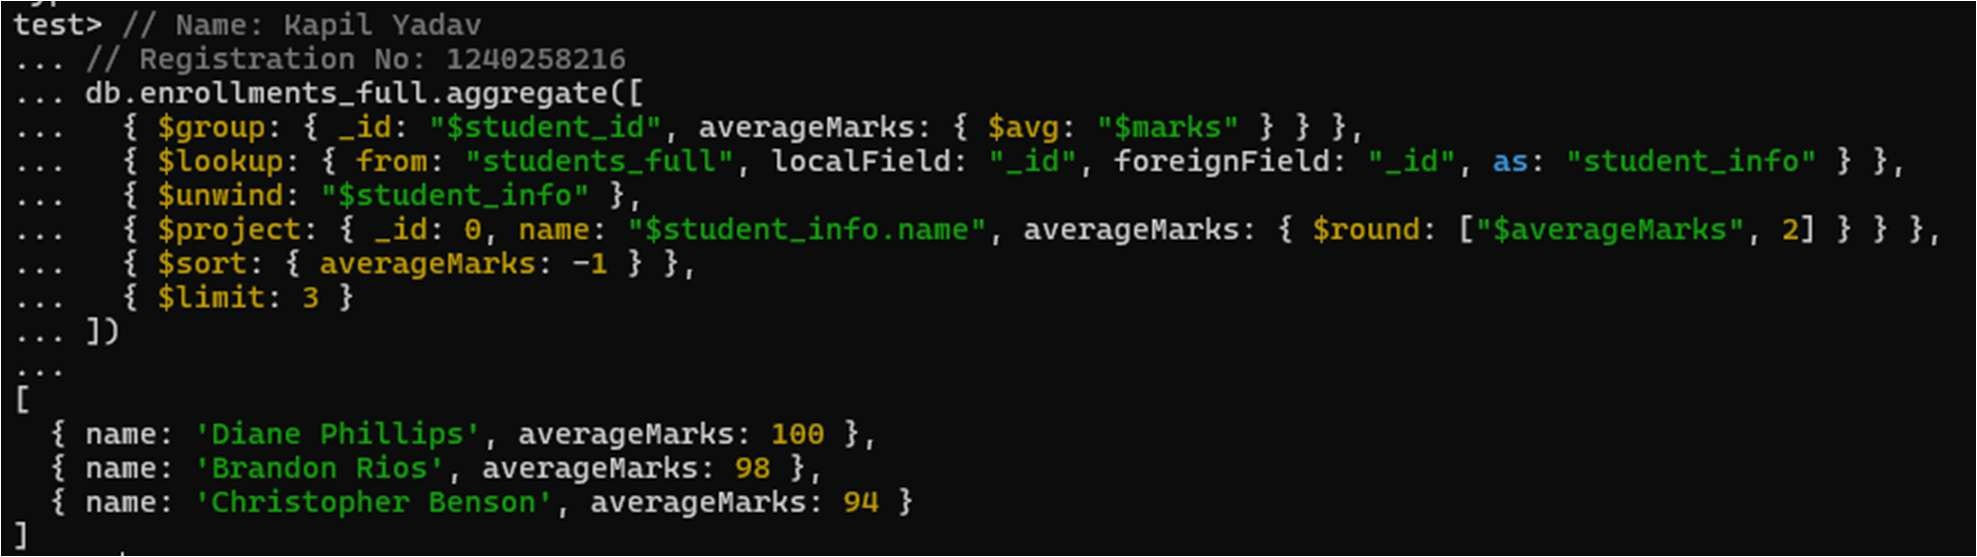 test> // Name: Kapil Yadav
... // Registration No: 1240258216
... db.enrollments_full.aggregate([
...   { $group: { _id: "$student_id", averageMarks: { $avg: "$marks" } } },
...   { $lookup: { from: "students_full", localField: "_id", foreignField: "_id", as: "student_info" } },
...   { $unwind: "$student_info" },
...   { $project: { _id: 0, name: "$student_info.name", averageMarks: { $round: ["$averageMarks", 2] } } },
...   { $sort: { averageMarks: -1 } },
...   { $limit: 3 }
... ])
...
[
  { name: 'Diane Phillips', averageMarks: 100 },
  { name: 'Brandon Rios', averageMarks: 98 },
  { name: 'Christopher Benson', averageMarks: 94 }
]